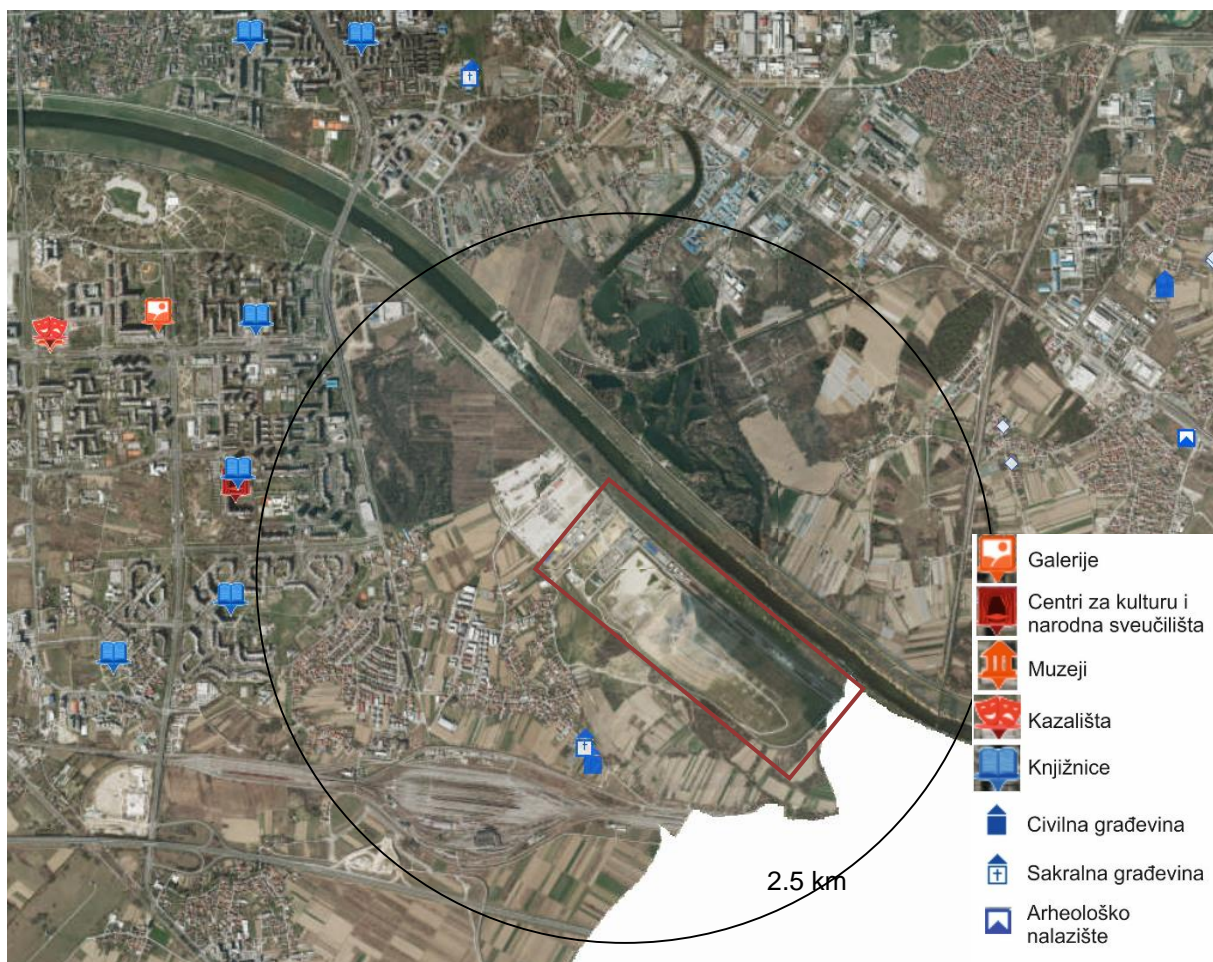 Galerije
Centri za kulturu i
narodna sveučilišta
Muzeji
Kazališta
Knjižnice
Civilna građevina
Sakralna građevina
Arheološko
nalazište
2.5 km